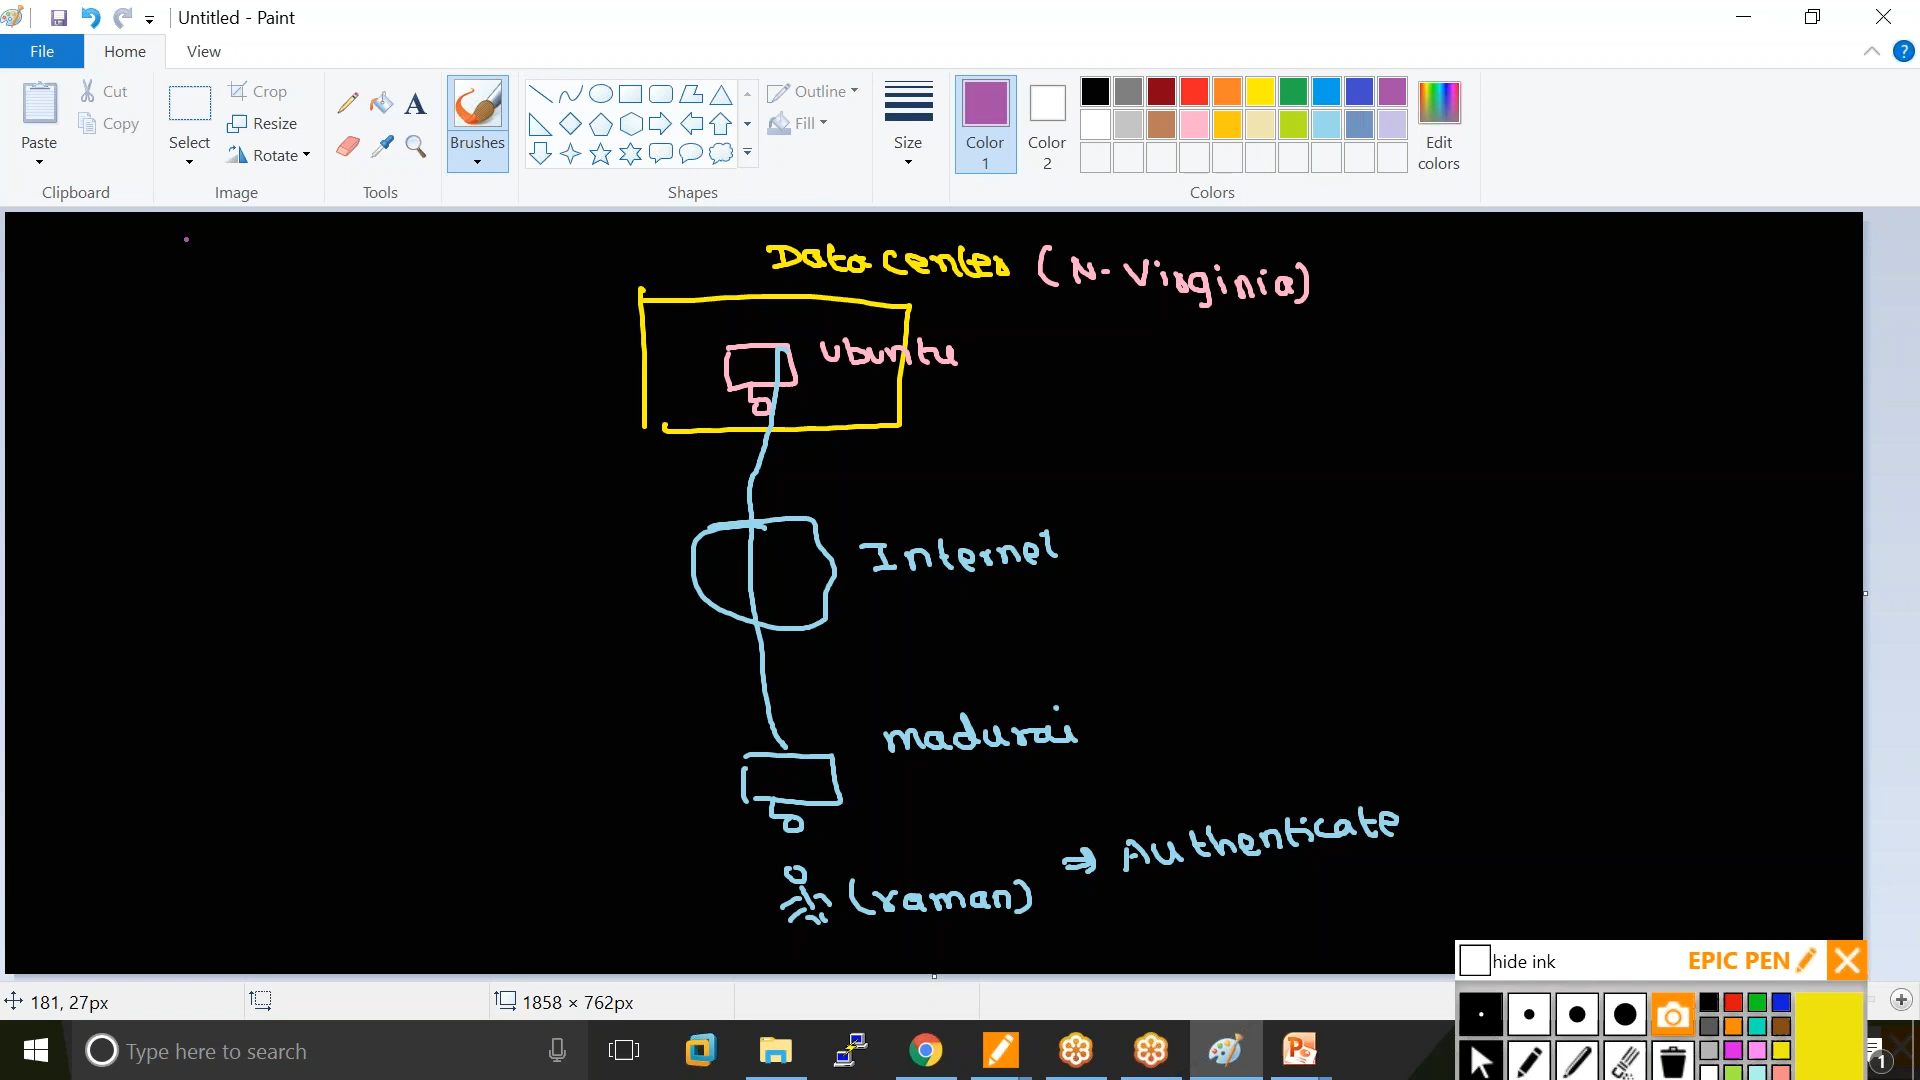 Untitled - Paint
File Home View
Paste
Cut
Copy
Clipboard
Select
Crop
Resize
Rotate
Image
Tools
Brushes
Shapes
Outline
Fill
Size
Color 1
Color 2
Edit colors
Colors
Data Center (N-Virginia)
Ubuntu
Internet
madurai
⇒ Authenticate
(raman)
hide ink EPIC PEN
181, 27px
1858 × 762px
Type here to search
1